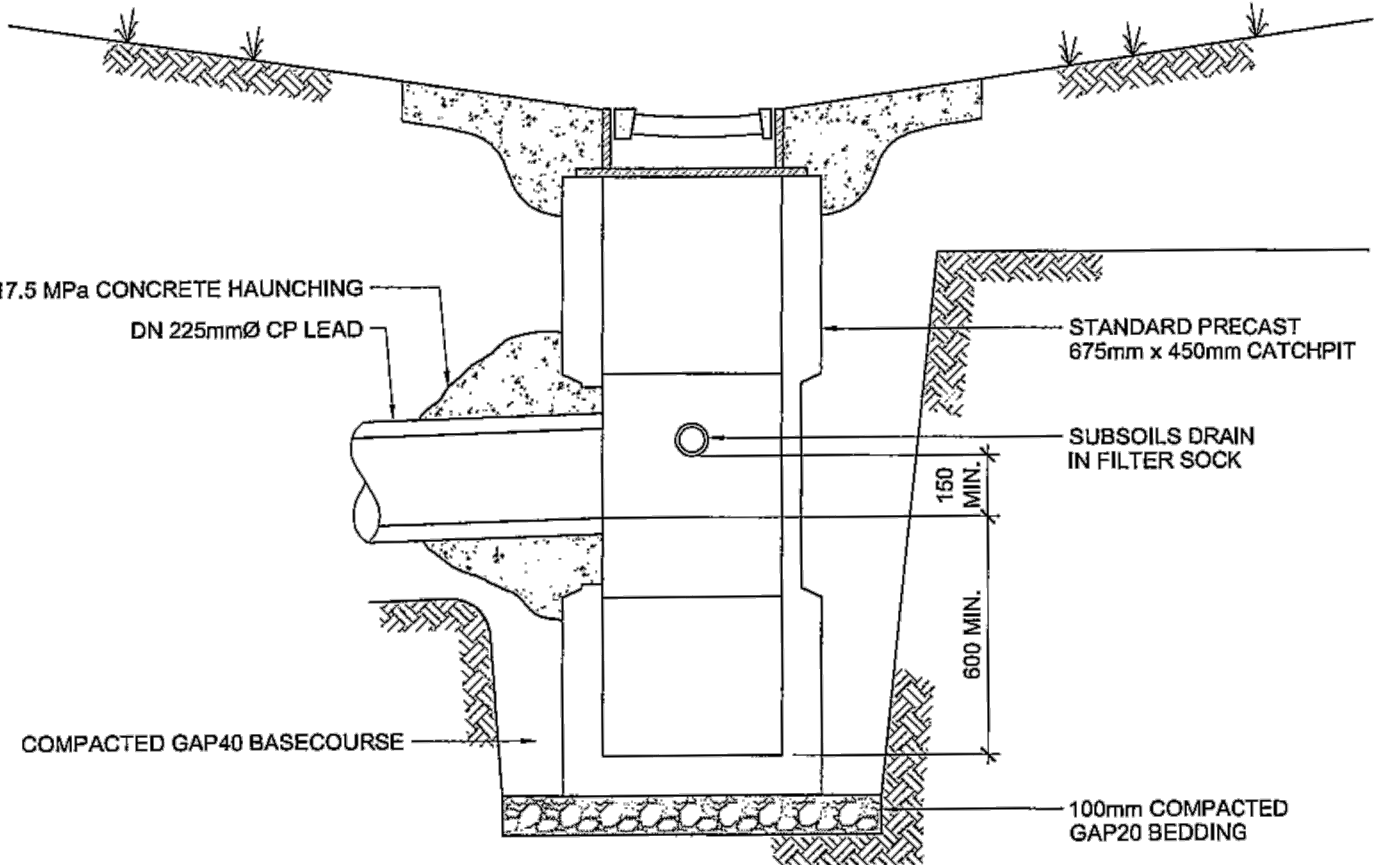 17.5 MPa CONCRETE HAUNCHING
DN 225mmØ CP LEAD
STANDARD PRECAST
675mm x 450mm CATCHPIT
SUBSOILS DRAIN
IN FILTER SOCK
150
MIN.
600 MIN.
COMPACTED GAP40 BASECOURSE
100mm COMPACTED
GAP20 BEDDING